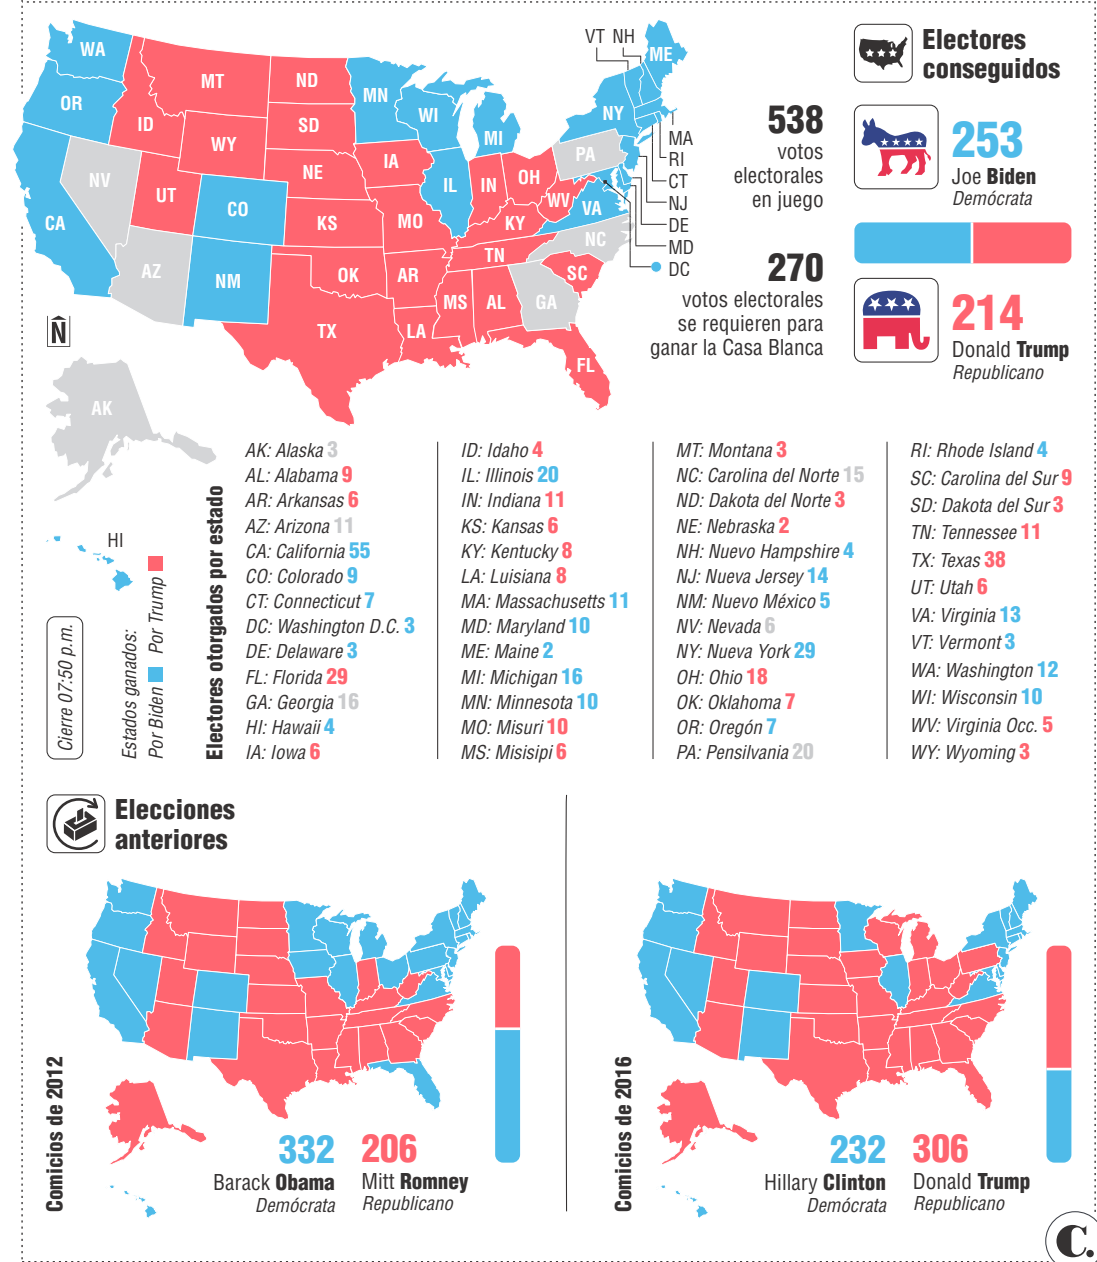 WA
OR
CA
NV
ID
MT
WY
UT
AZ
CO
NM
ND
SD
NE
KS
OK
TX
MN
IA
MO
AR
LA
WI
IL
MI
IN
OH
KY
TN
MS
AL
GA
FL
SC
NC
VA
WV
PA
NY
VT NH
ME
MA
RI
CT
NJ
DE
MD
DC
N
AK
HI
538
votos
electorales
en juego
270
votos electorales
se requieren para
ganar la Casa Blanca
Electores
conseguidos
253
Joe Biden
Demócrata
214
Donald Trump
Republicano
Cierre 07:50 p.m.
Estados ganados:
Por Biden Por Trump
Electores otorgados por estado
AK: Alaska 3
AL: Alabama 9
AR: Arkansas 6
AZ: Arizona 11
CA: California 55
CO: Colorado 9
CT: Connecticut 7
DC: Washington D.C. 3
DE: Delaware 3
FL: Florida 29
GA: Georgia 16
HI: Hawaii 4
IA: Iowa 6
ID: Idaho 4
IL: Illinois 20
IN: Indiana 11
KS: Kansas 6
KY: Kentucky 8
LA: Luisiana 8
MA: Massachusetts 11
MD: Maryland 10
ME: Maine 2
MI: Michigan 16
MN: Minnesota 10
MO: Misuri 10
MS: Misisipi 6
MT: Montana 3
NC: Carolina del Norte 15
ND: Dakota del Norte 3
NE: Nebraska 2
NH: Nuevo Hampshire 4
NJ: Nueva Jersey 14
NM: Nuevo México 5
NV: Nevada 6
NY: Nueva York 29
OH: Ohio 18
OK: Oklahoma 7
OR: Oregón 7
PA: Pensilvania 20
RI: Rhode Island 4
SC: Carolina del Sur 9
SD: Dakota del Sur 3
TN: Tennessee 11
TX: Texas 38
UT: Utah 6
VA: Virginia 13
VT: Vermont 3
WA: Washington 12
WI: Wisconsin 10
WV: Virginia Occ. 5
WY: Wyoming 3
Elecciones
anteriores
Comicios de 2012
332
Barack Obama
Demócrata
206
Mitt Romney
Republicano
Comicios de 2016
232
Hillary Clinton
Demócrata
306
Donald Trump
Republicano
C.